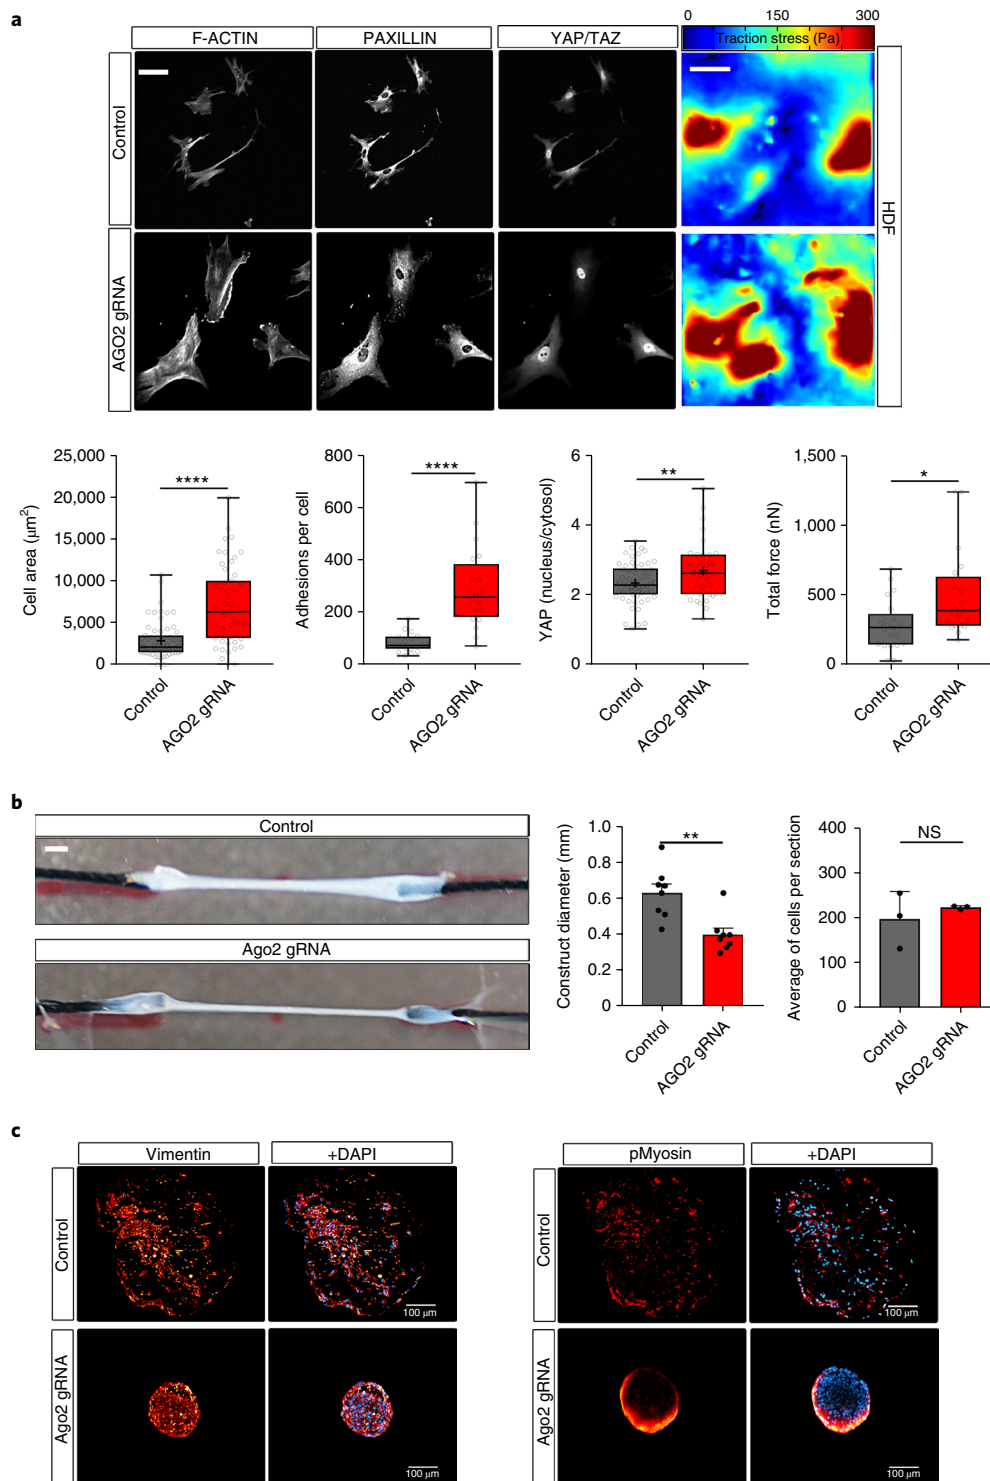 a
F-ACTIN
PAXILLIN
YAP/TAZ
0 150 300
Traction stress (Pa)
Control
AGO2 gRNA
HDF
25,000
20,000
15,000
10,000
5,000
0
Cell area (μm²)
****
Control
AGO2 gRNA
800
600
400
200
0
Adhesions per cell
****
Control
AGO2 gRNA
6
4
2
0
YAP (nucleus/cytosol)
**
Control
AGO2 gRNA
1,500
1,000
500
0
Total force (nN)
*
Control
AGO2 gRNA
b
Control
Ago2 gRNA
1.0
0.8
0.6
0.4
0.2
0
Construct diameter (mm)
**
Control
AGO2 gRNA
400
300
200
100
0
Average of cells per section
NS
Control
AGO2 gRNA
c
Vimentin
+DAPI
Control
100 μm
Ago2 gRNA
100 μm
pMyosin
+DAPI
Control
100 μm
Ago2 gRNA
100 μm